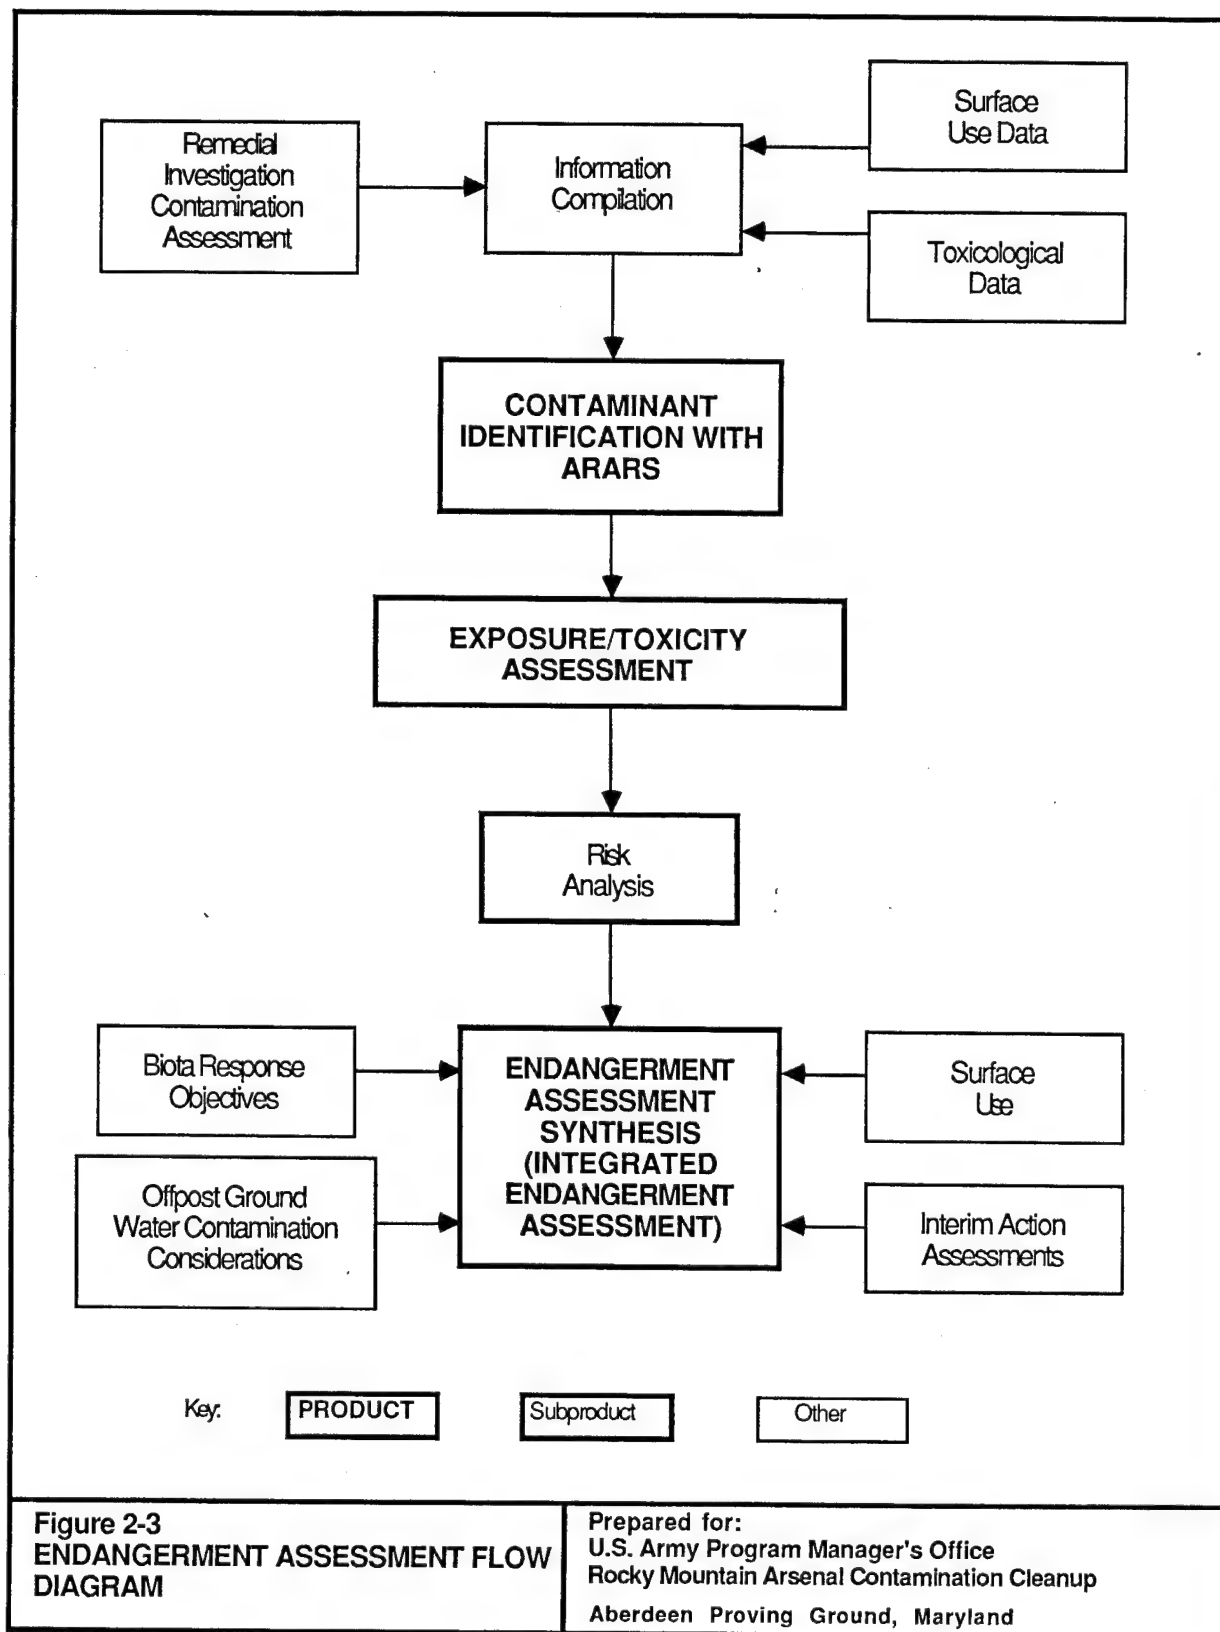 Remedial
Investigation
Contamination
Assessment
Information
Compilation
Surface
Use Data
Toxicological
Data
CONTAMINANT
IDENTIFICATION WITH
ARARS
EXPOSURE/TOXICITY
ASSESSMENT
Risk
Analysis
Biota Response
Objectives
Offpost Ground
Water Contamination
Considerations
ENDANGERMENT
ASSESSMENT
SYNTHESIS
(INTEGRATED
ENDANGERMENT
ASSESSMENT)
Surface
Use
Interim Action
Assessments
Key:
PRODUCT
Subproduct
Other
Figure 2-3
ENDANGERMENT ASSESSMENT FLOW
DIAGRAM
Prepared for:
U.S. Army Program Manager's Office
Rocky Mountain Arsenal Contamination Cleanup
Aberdeen Proving Ground, Maryland